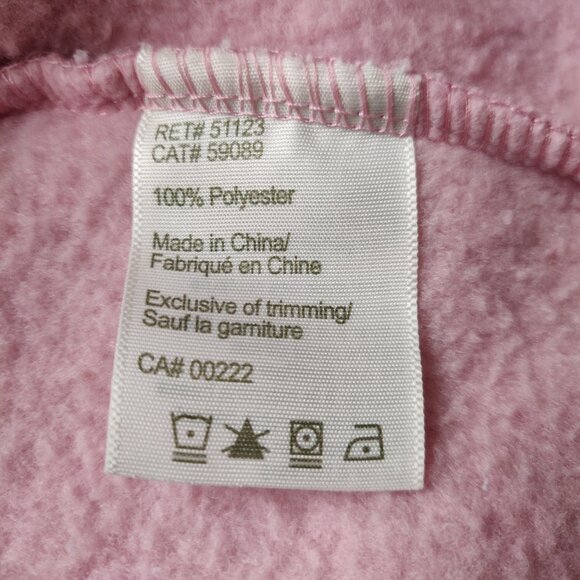 RET# 51123
CAT# 59089
100% Polyester
Made in China/
Fabriqué en Chine
Exclusive of trimming/
Sauf la garniture
CA# 00222